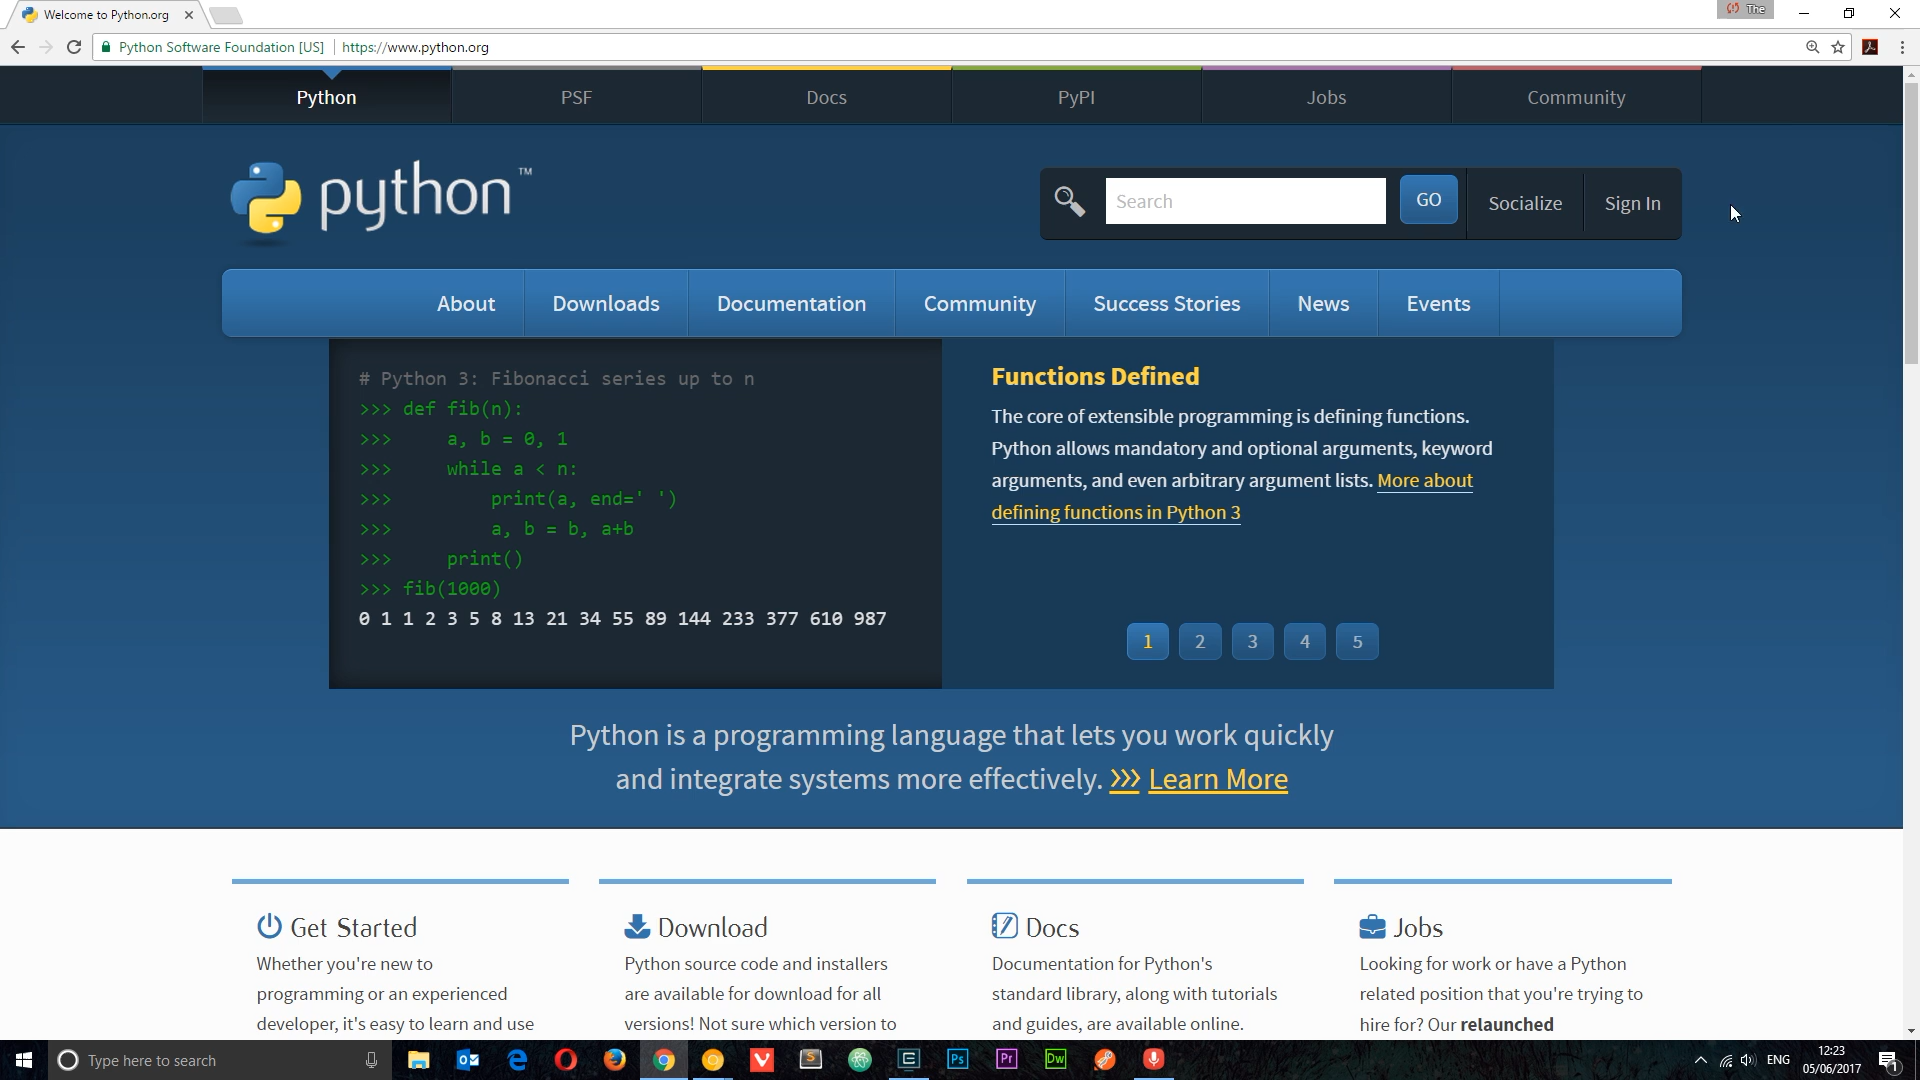 Welcome to Python.org
The
Python Software Foundation [US] https://www.python.org
Python PSF Docs PyPI Jobs Community
python™
Search GO Socialize Sign In
About Downloads Documentation Community Success Stories News Events
# Python 3: Fibonacci series up to n
>>> def fib(n):
>>>     a, b = 0, 1
>>>     while a < n:
>>>         print(a, end=' ')
>>>         a, b = b, a+b
>>>     print()
>>> fib(1000)
0 1 1 2 3 5 8 13 21 34 55 89 144 233 377 610 987
Functions Defined
The core of extensible programming is defining functions.
Python allows mandatory and optional arguments, keyword
arguments, and even arbitrary argument lists. More about
defining functions in Python 3
1 2 3 4 5
Python is a programming language that lets you work quickly
and integrate systems more effectively. >>> Learn More
Get Started
Whether you're new to
programming or an experienced
developer, it's easy to learn and use
Download
Python source code and installers
are available for download for all
versions! Not sure which version to
Docs
Documentation for Python's
standard library, along with tutorials
and guides, are available online.
Jobs
Looking for work or have a Python
related position that you're trying to
hire for? Our relaunched
Type here to search
Ps Pr Dw
ENG
12:23
05/06/2017
1